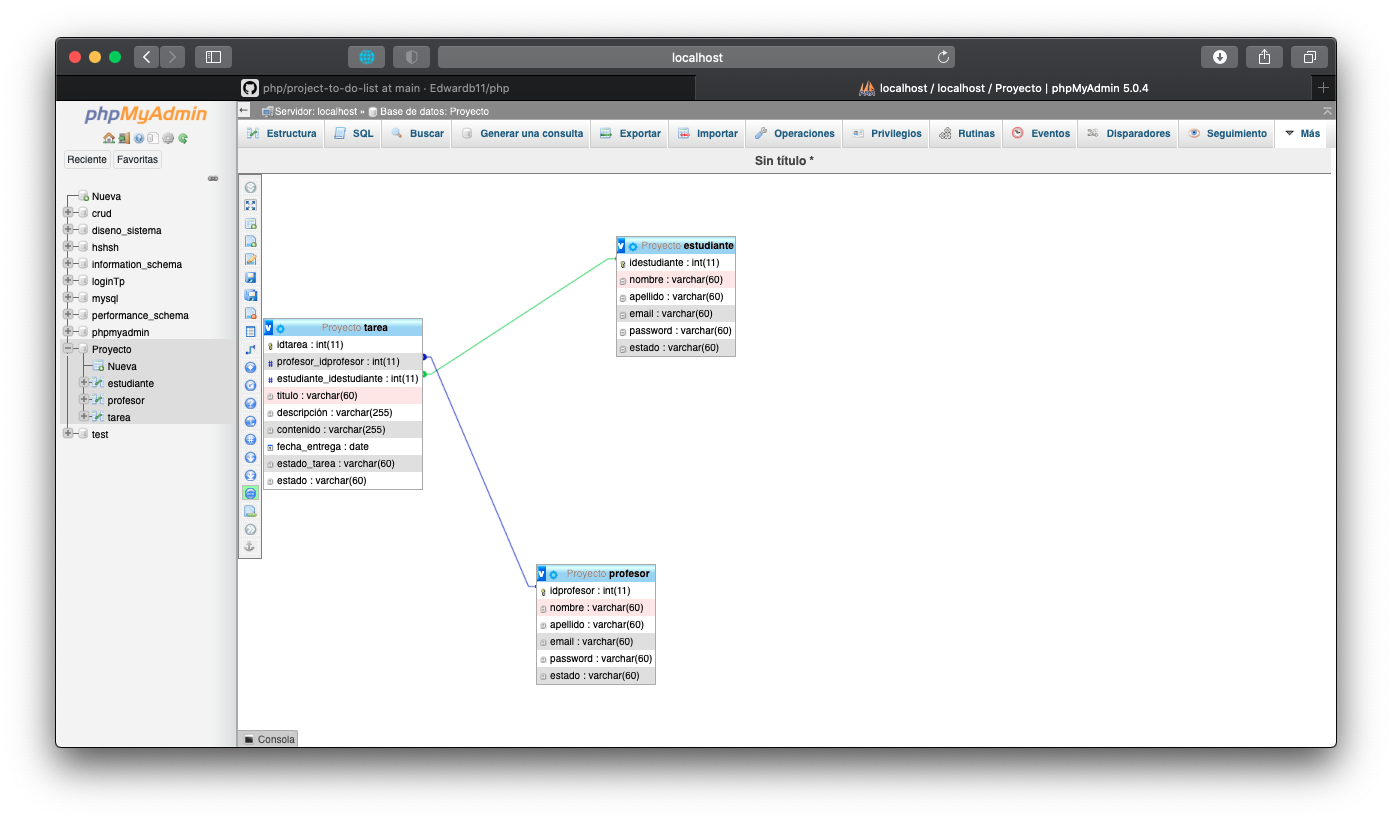 localhost
php/project-to-do-list at main · Edwardb11/php
localhost / localhost / Proyecto | phpMyAdmin 5.0.4
phpMyAdmin
Reciente Favoritas
Nueva
crud
diseno_sistema
hshsh
information_schema
loginTp
mysql
performance_schema
phpmyadmin
Proyecto
Nueva
estudiante
profesor
tarea
test
Servidor: localhost » Base de datos: Proyecto
Estructura SQL Buscar Generar una consulta Exportar Importar Operaciones Privilegios Rutinas Eventos Disparadores Seguimiento Más
Sin título *
v Proyecto estudiante
idestudiante : int(11)
nombre : varchar(60)
apellido : varchar(60)
email : varchar(60)
password : varchar(60)
estado : varchar(60)
v Proyecto tarea
idtarea : int(11)
# profesor_idprofesor : int(11)
# estudiante_idestudiante : int(11)
titulo : varchar(60)
descripción : varchar(255)
contenido : varchar(255)
fecha_entrega : date
estado_tarea : varchar(60)
estado : varchar(60)
v Proyecto profesor
idprofesor : int(11)
nombre : varchar(60)
apellido : varchar(60)
email : varchar(60)
password : varchar(60)
estado : varchar(60)
Consola